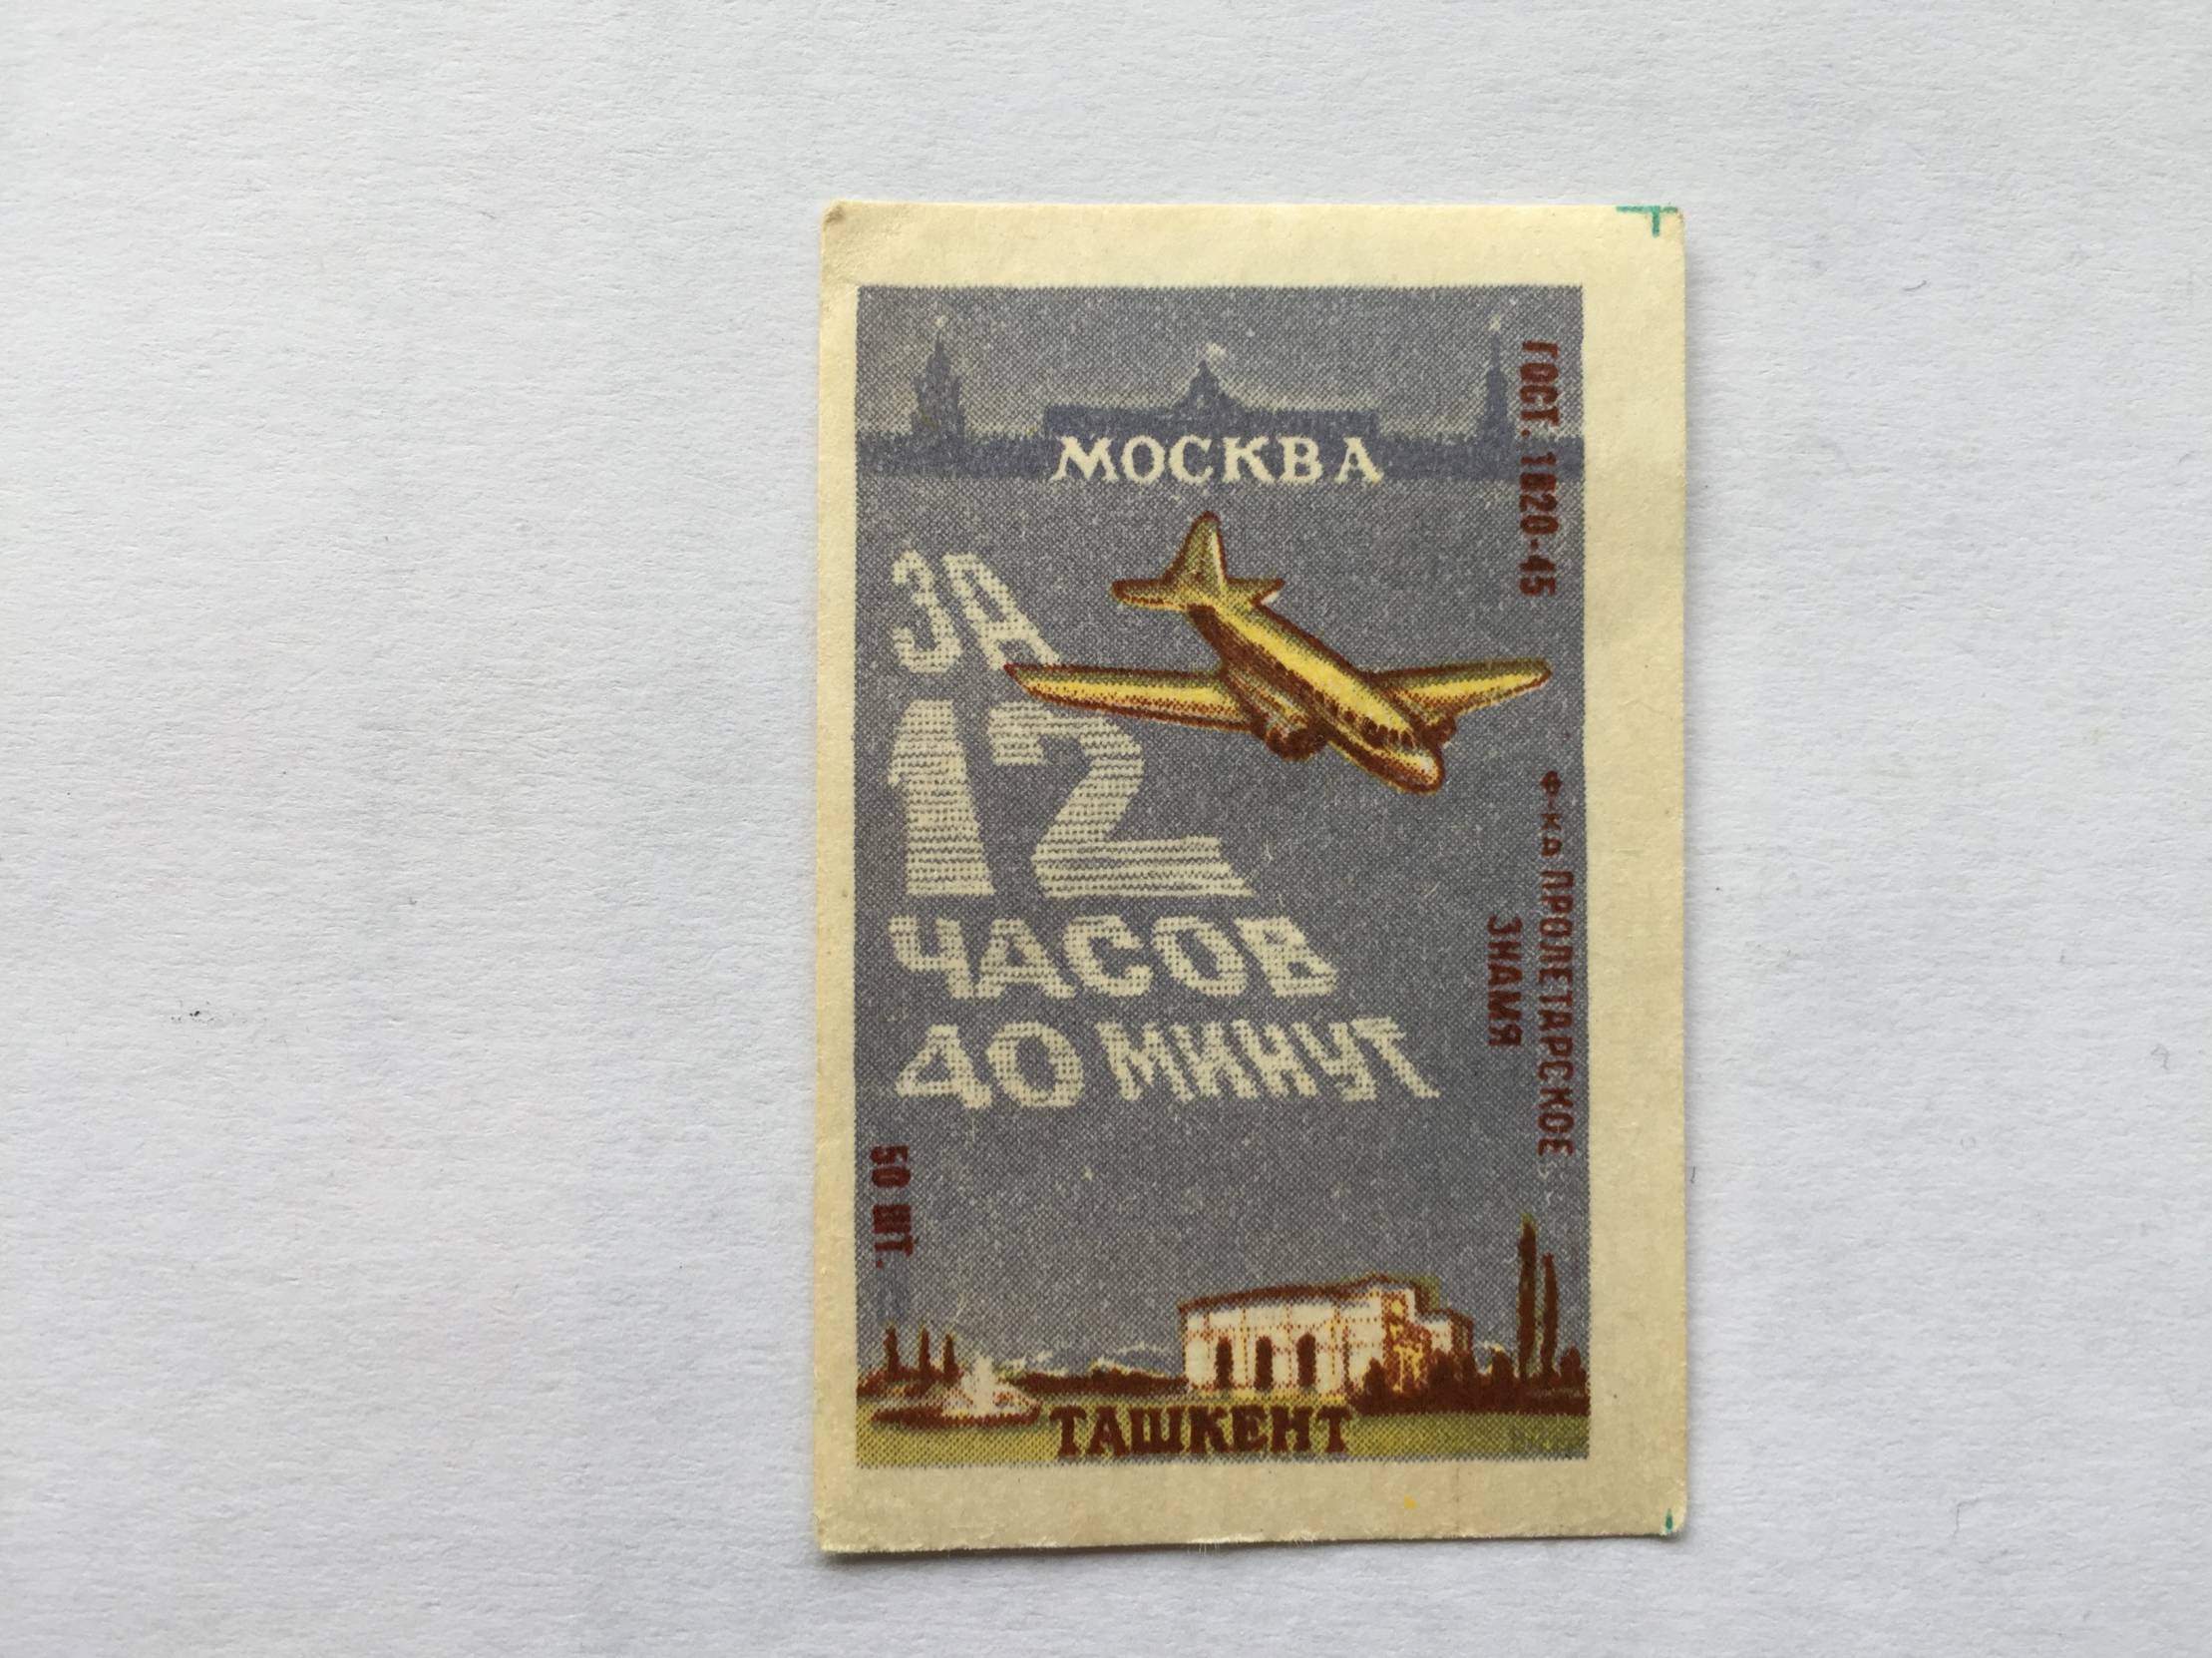 МОСКВА
ЗА
12
ЧАСОВ
40 МИНУТ
ТАШКЕНТ
ГОСТ. 1820-45
Ф-КА ПРОЛЕТАРСКОЕ
ЗНАМЯ
50 ШТ.